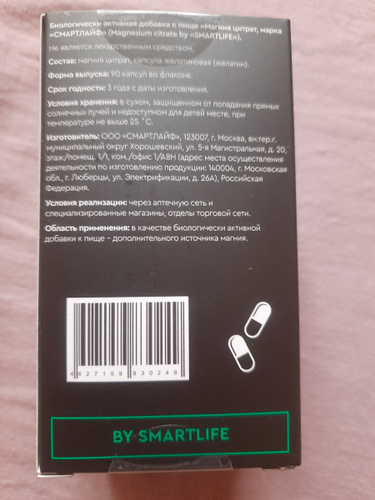 Биологически активная добавка к пище «Магния цитрат, марка
«СМАРТЛАЙФ» (Magnesium citrate by «SMARTLIFE»).
Не является лекарственным средством.
Состав: магния цитрат, капсула желатиновая (желатин).
Форма выпуска: 90 капсул во флаконе.
Срок годности: 3 года с даты изготовления.
Условия хранения: в сухом, защищенном от попадания прямых
солнечных лучей и недоступном для детей месте, при
температуре не выше 25 °С.
Изготовитель: ООО «СМАРТЛАЙФ», 123007, г. Москва, вн.тер.г.
муниципальный округ Хорошевский, ул. 5-я Магистральная, д. 20,
этаж/помещ. 1/1, ком./офис 1/АВН (адрес места осуществления
деятельности по изготовлению продукции: 140004, г. Московская
обл., г. Люберцы, ул. Электрификации, д. 26А), Российская
Федерация.
Условия реализации: через аптечную сеть и
специализированные магазины, отделы торговой сети.
Область применения: в качестве биологически активной
добавки к пище – дополнительного источника магния.
4627159830249
BY SMARTLIFE